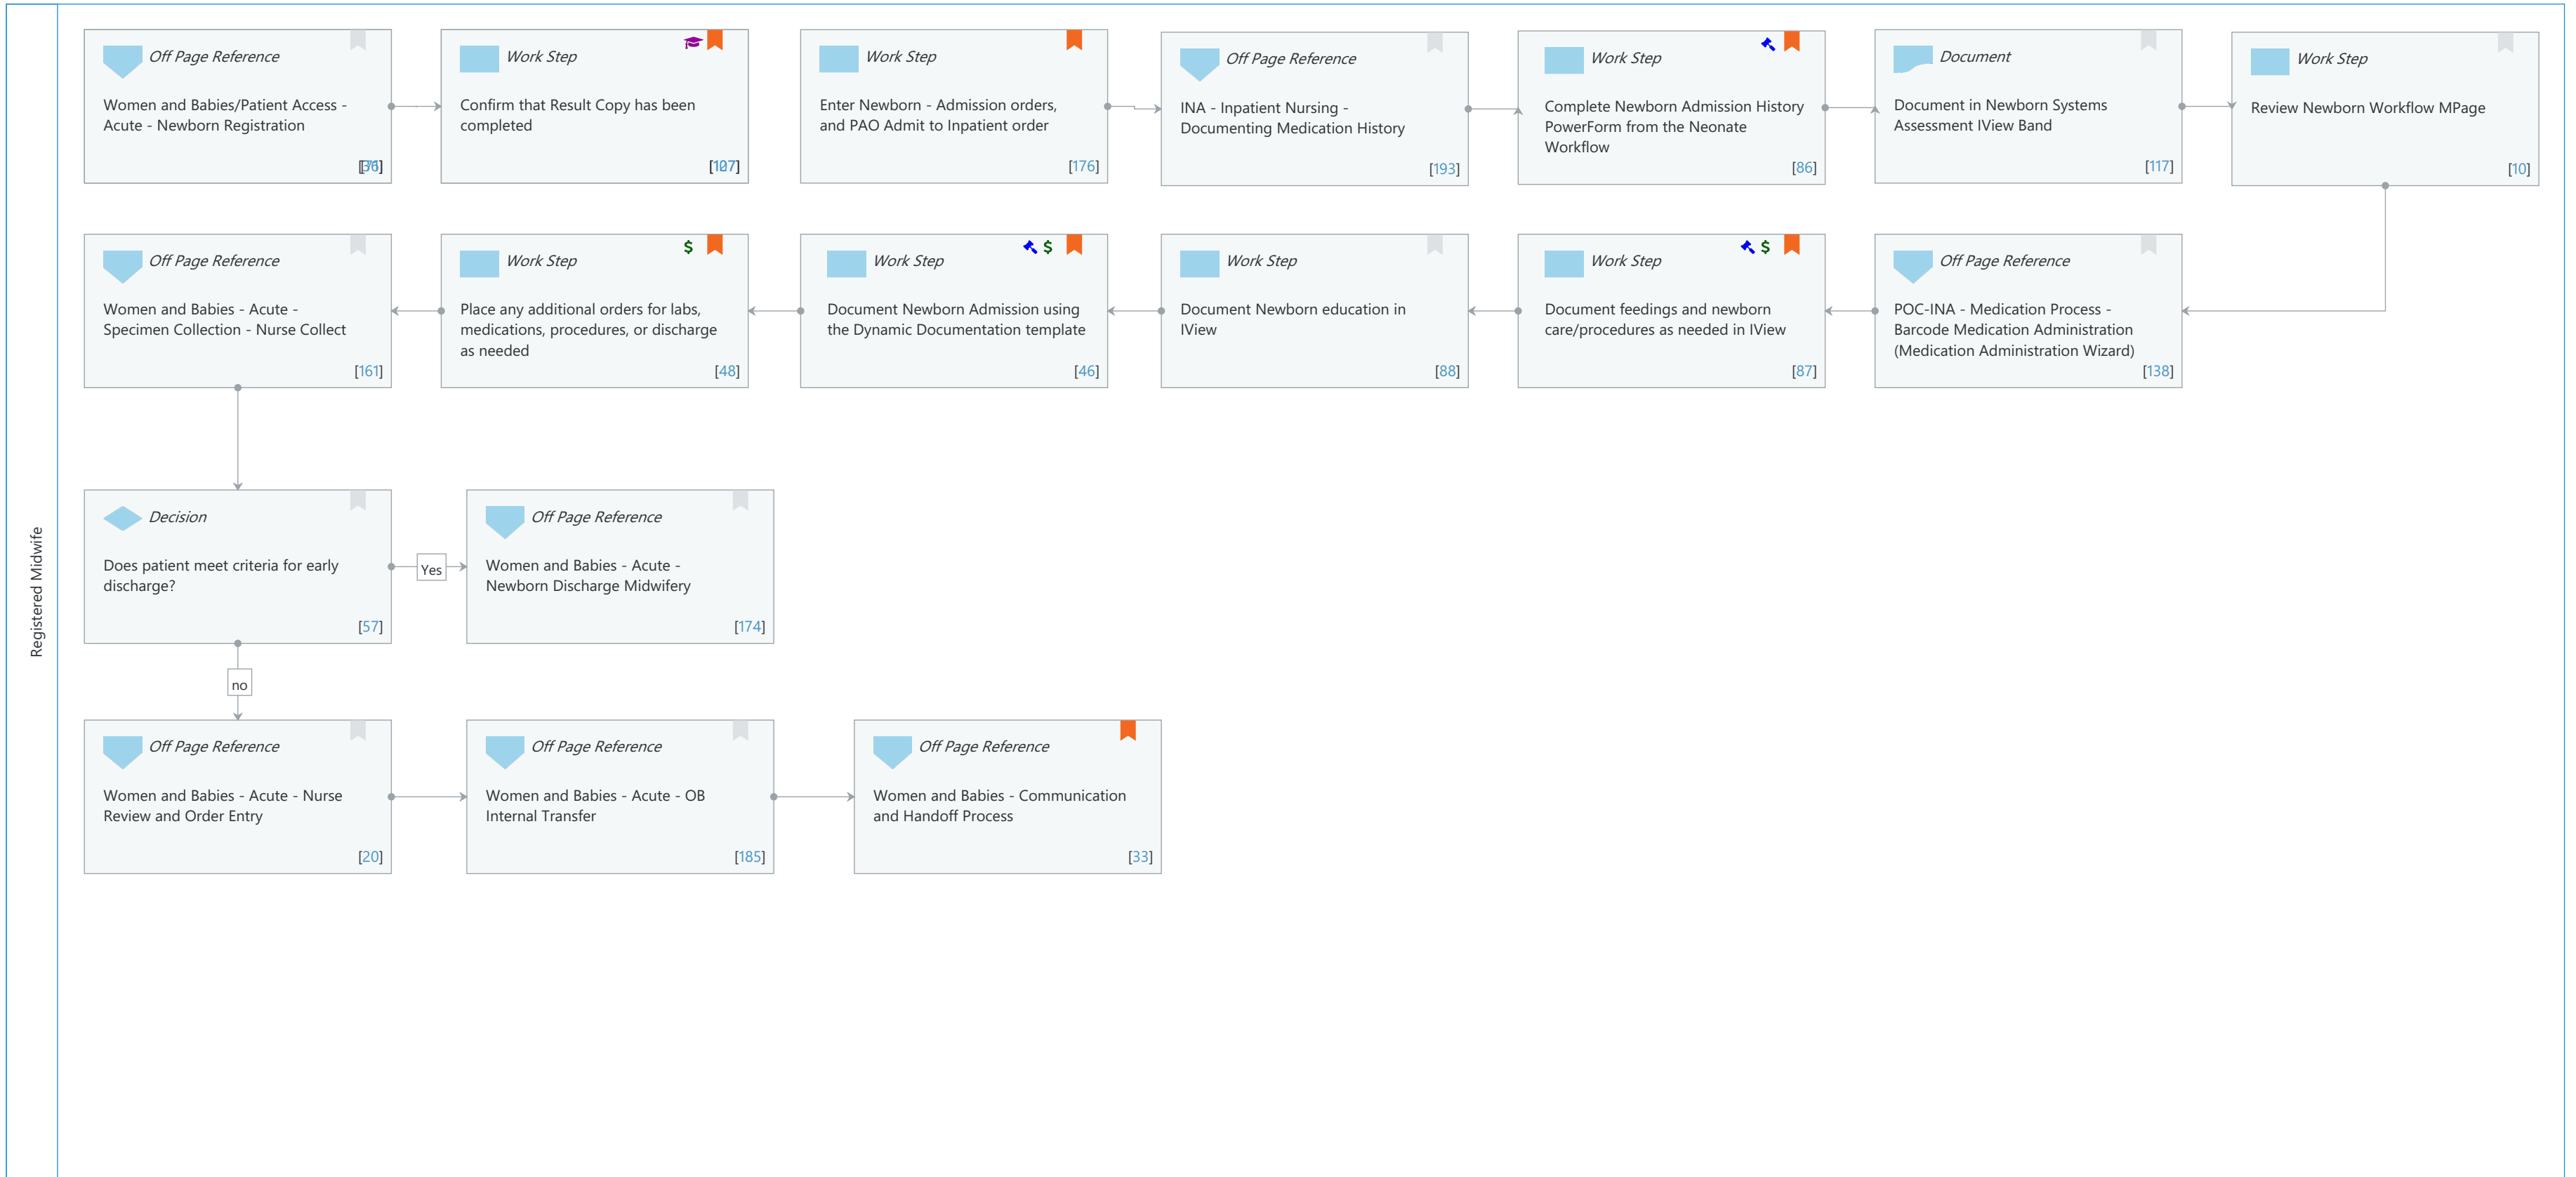 Registered Midwife
Off Page Reference
Women and Babies/Patient Access -
Acute - Newborn Registration
Work Step
Confirm that Result Copy has been
completed
Work Step
Enter Newborn - Admission orders,
and PAO Admit to Inpatient order
[176]
Off Page Reference
INA - Inpatient Nursing -
Documenting Medication History
[193]
Work Step
Complete Newborn Admission History
PowerForm from the Neonate
Workflow
[86]
Document
Document in Newborn Systems
Assessment IView Band
[117]
Work Step
Review Newborn Workflow MPage
[10]
Off Page Reference
Women and Babies - Acute -
Specimen Collection - Nurse Collect
[161]
Work Step
Place any additional orders for labs,
medications, procedures, or discharge
as needed
[48]
Work Step
Document Newborn Admission using
the Dynamic Documentation template
[46]
Work Step
Document Newborn education in
IView
[88]
Work Step
Document feedings and newborn
care/procedures as needed in IView
[87]
Off Page Reference
POC-INA - Medication Process -
Barcode Medication Administration
(Medication Administration Wizard)
[138]
Decision
Does patient meet criteria for early
discharge?
[57]
Yes
Off Page Reference
Women and Babies - Acute -
Newborn Discharge Midwifery
[174]
no
Off Page Reference
Women and Babies - Acute - Nurse
Review and Order Entry
[20]
Off Page Reference
Women and Babies - Acute - OB
Internal Transfer
[185]
Off Page Reference
Women and Babies - Communication
and Handoff Process
[33]